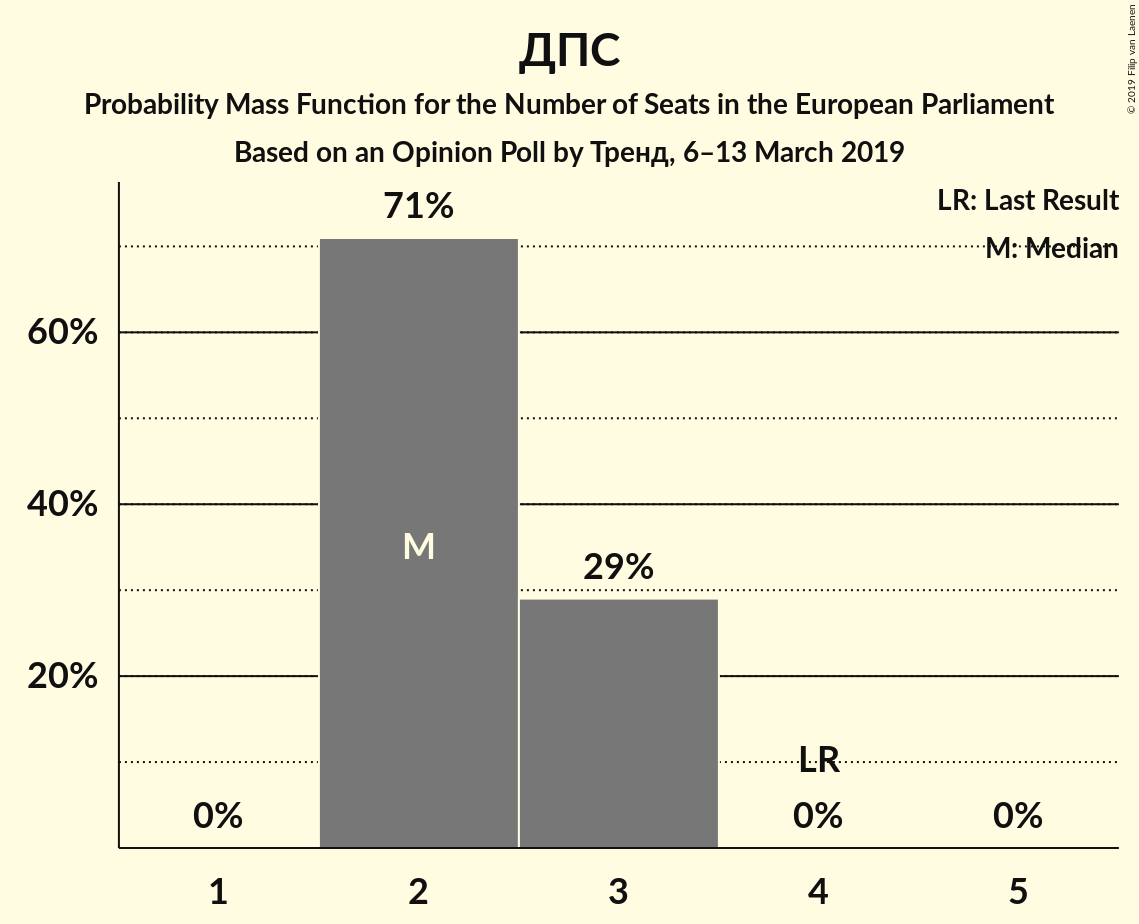 ДПС
Probability Mass Function for the Number of Seats in the European Parliament
Based on an Opinion Poll by Тренд, 6–13 March 2019
© 2019 Filip van Laenen
LR: Last Result
M: Median
71%
60%
M
40%
29%
20%
LR
0%
0%
0%
1
2
3
4
5